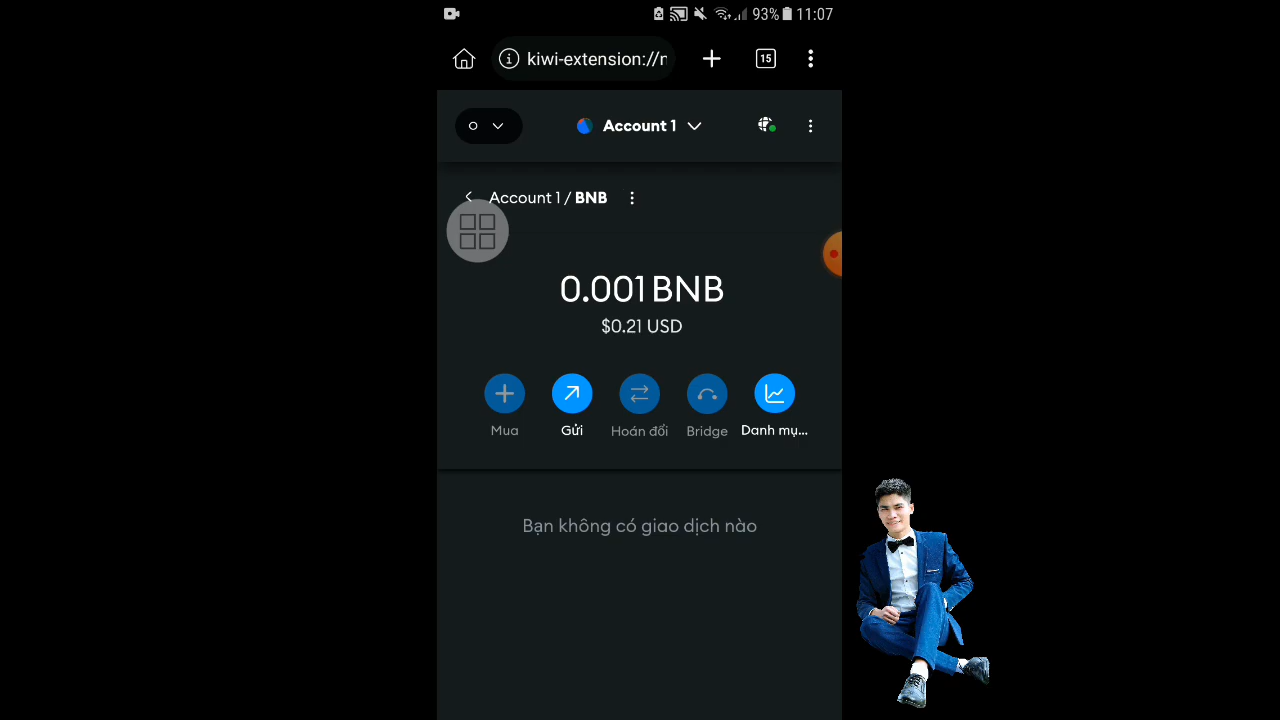 93% 11:07
kiwi-extension://n
15
Account 1
Account 1 / BNB
0.001 BNB
$0.21 USD
Mua Gửi Hoán đổi Bridge Danh mụ...
Bạn không có giao dịch nào